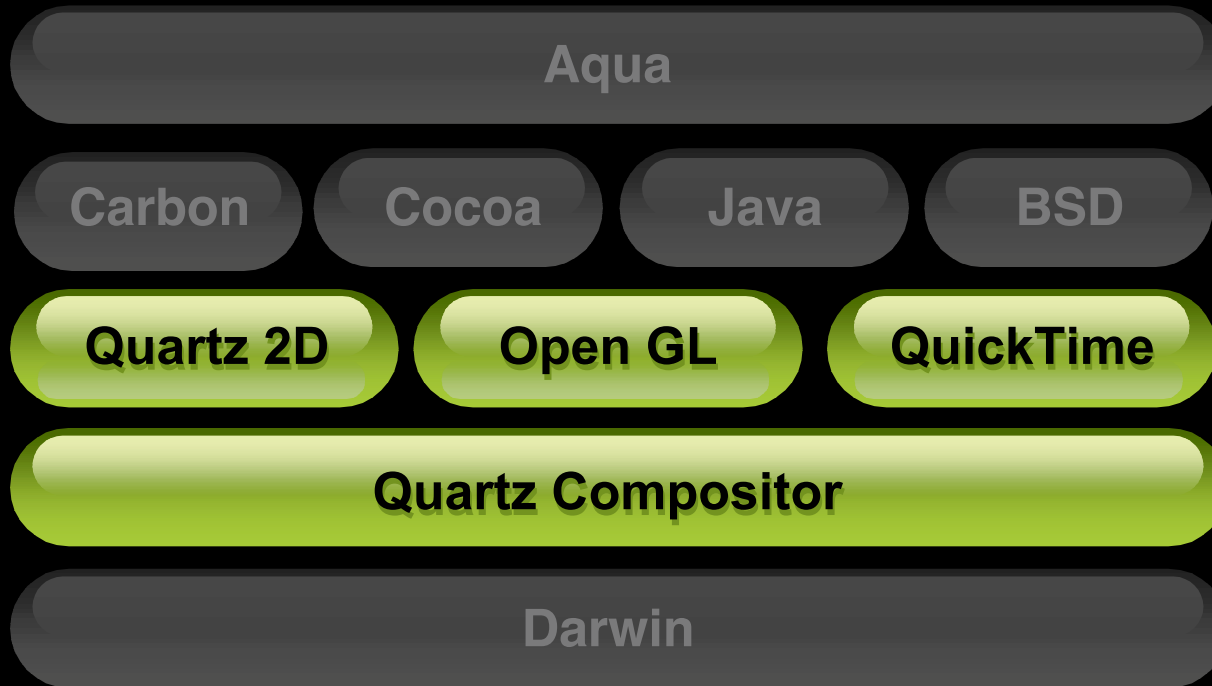 Aqua
Carbon Cocoa Java BSD
Quartz 2D Open GL QuickTime
Quartz Compositor
Darwin